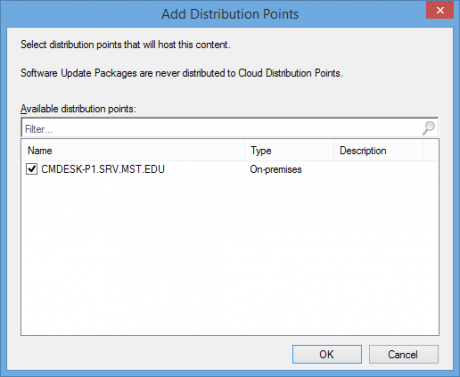 Add Distribution Points
Select distribution points that will host this content.
Software Update Packages are never distributed to Cloud Distribution Points.
Available distribution points:
Filter...
Name Type Description
CMDESK-P1.SRV.MST.EDU On-premises
OK Cancel